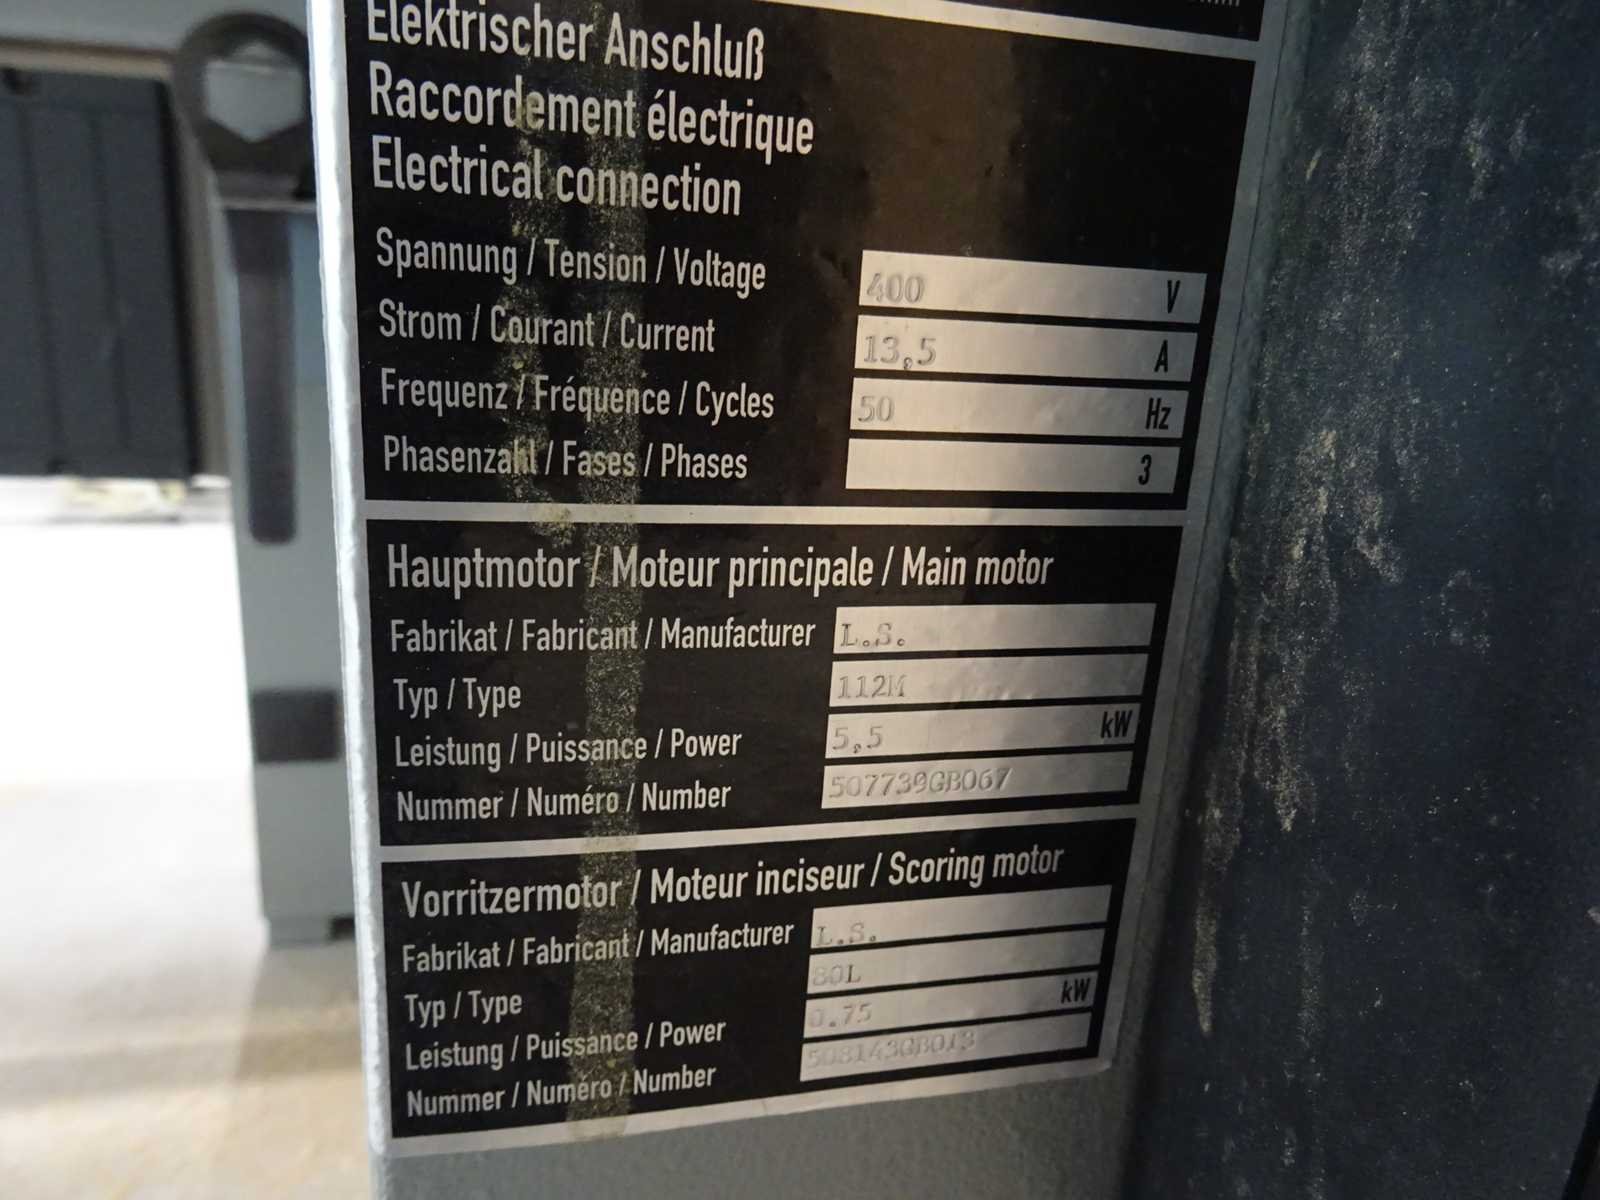 Elektrischer Anschluß
Raccordement électrique
Electrical connection
Spannung / Tension / Voltage 400 V
Strom / Courant / Current 13,5 A
Frequenz / Fréquence / Cycles 50 Hz
Phasenzahl / Fases / Phases 3
Hauptmotor / Moteur principale / Main motor
Fabrikat / Fabricant / Manufacturer L.S.
Typ / Type 112M
Leistung / Puissance / Power 5,5 kW
Nummer / Numéro / Number 507739GB067
Vorritzermotor / Moteur inciseur / Scoring motor
Fabrikat / Fabricant / Manufacturer L.S.
Typ / Type 80L
Leistung / Puissance / Power 0.75 kW
Nummer / Numéro / Number 508143GB013